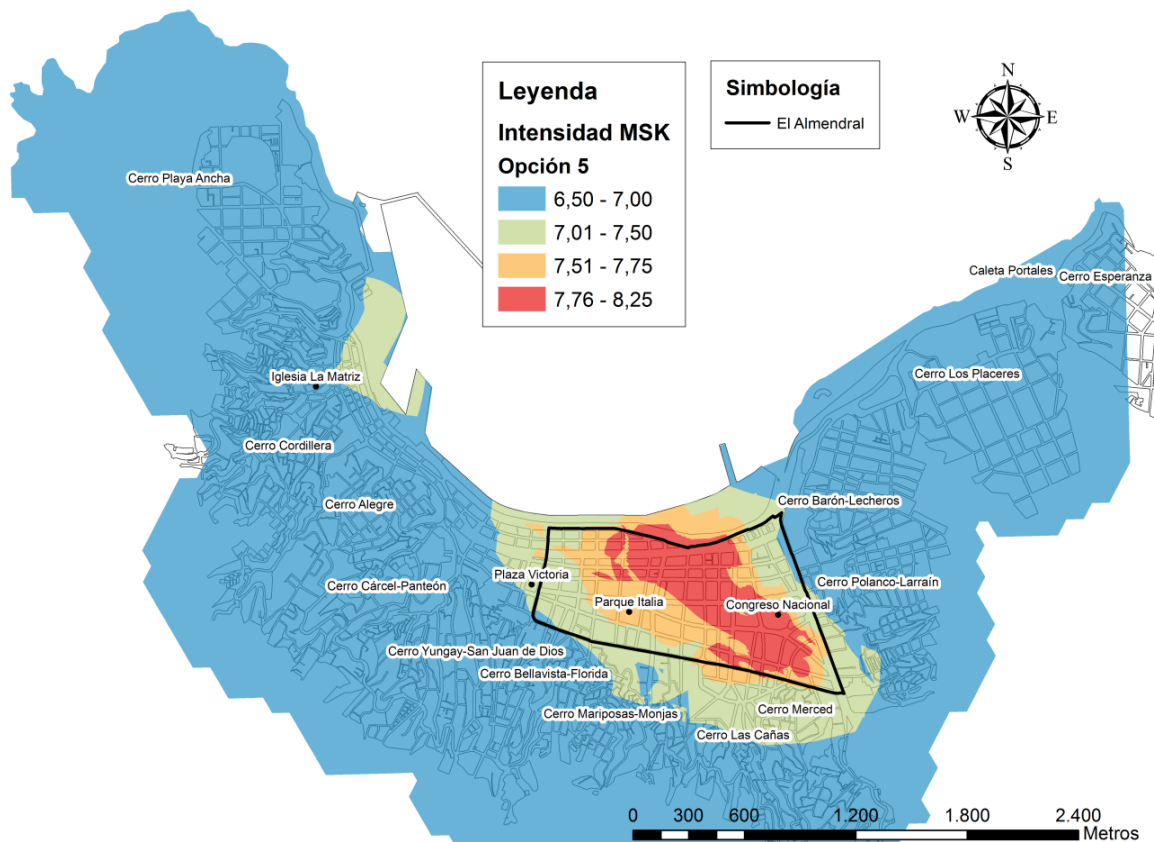 Leyenda
Intensidad MSK
Opción 5
6,50 - 7,00
7,01 - 7,50
7,51 - 7,75
7,76 - 8,25
Simbología
El Almendral
N
W
E
S
Cerro Playa Ancha
Caleta Portales
Cerro Esperanza
Iglesia La Matriz
Cerro Los Placeres
Cerro Cordillera
Cerro Alegre
Cerro Barón-Lecheros
Plaza Victoria
Cerro Cárcel-Panteón
Cerro Polanco-Larraín
Parque Italia
Congreso Nacional
Cerro Yungay-San Juan de Dios
Cerro Bellavista-Florida
Cerro Mariposas-Monjas
Cerro Merced
Cerro Las Cañas
0 300 600 1.200 1.800 2.400
Metros